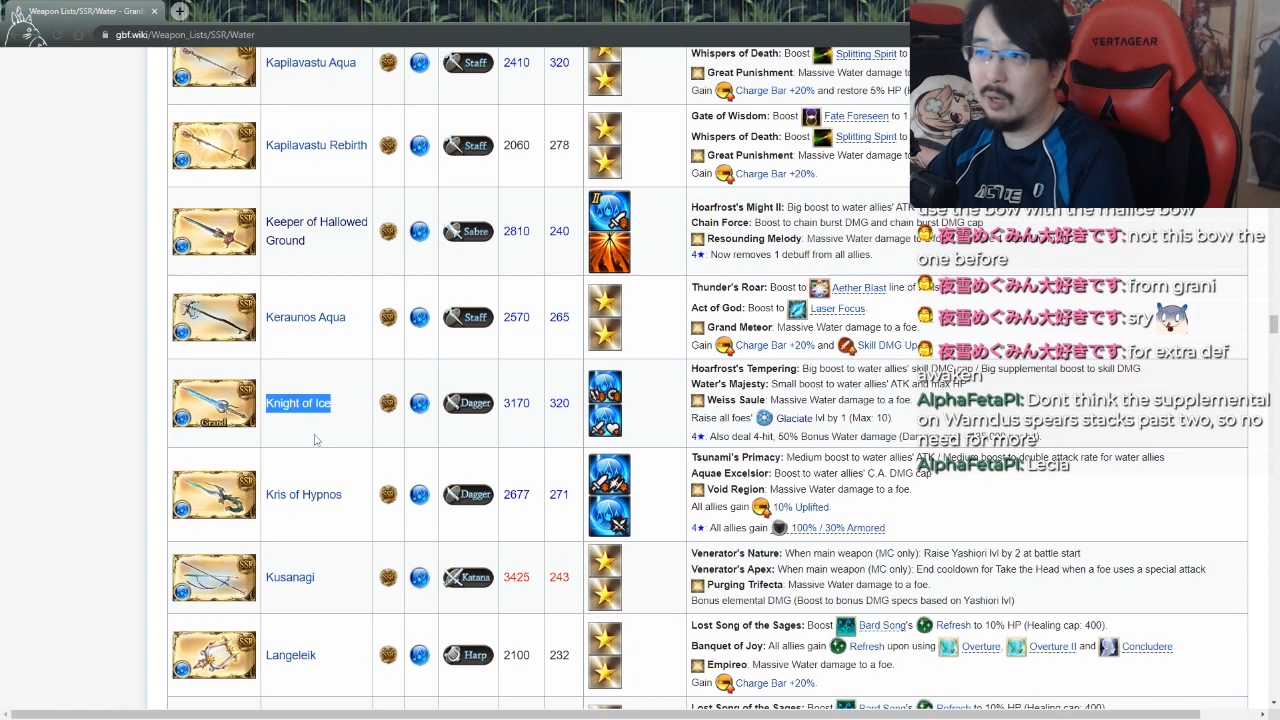 Weapon Lists/SSR/Water - Gran
gbf.wiki/Weapon_Lists/SSR/Water
VERTAGEAR
Kapilavastu Aqua
Staff
2410
320
Whispers of Death: Boost Splitting Spirit to
Great Punishment: Massive Water damage to
Gain Charge Bar +20% and restore 5% HP
Kapilavastu Rebirth
SSR
Staff
2060
278
Gate of Wisdom: Boost Fate Foreseen to 1
Whispers of Death: Boost Splitting Spirit to
Great Punishment: Massive Water damage to
Gain Charge Bar +20%.
Keeper of Hallowed
Ground
SSR
Sabre
2810
240
II
Hoarfrost's Might II: Big boost to water allies' ATK
Chain Force: Boost to chain burst DMG and chain burst DMG cap
Resounding Melody: Massive Water damage to a foe.
4★: Now removes 1 debuff from all allies.
Keraunos Aqua
SSR
Staff
2570
265
Thunder's Roar: Boost to Aether Blast line of
Act of God: Boost to Laser Focus.
Grand Meteor: Massive Water damage to a foe.
Gain Charge Bar +20% and Skill DMG Up
Knight of Ice
SSR
Grand
Dagger
3170
320
Hoarfrost's Tempering: Big boost to water allies' skill DMG cap / Big supplemental boost to skill DMG
Water's Majesty: Small boost to water allies' ATK and max HP
Weiss Saule: Massive Water damage to a foe.
Raise all foes' Glaciate lvl by 1 (Max: 10).
4★: Also deal 4-hit, 50% Bonus Water damage
Kris of Hypnos
SSR
Dagger
2677
271
Tsunami's Primacy: Medium boost to water allies' ATK / Medium boost to double attack rate for water allies
Aquae Excelsior: Boost to water allies' C.A. DMG cap
Void Region: Massive Water damage to a foe.
All allies gain 10% Uplifted.
4★: All allies gain 100% / 30% Armored.
Kusanagi
SSR
Katana
3425
243
Venerator's Nature: When main weapon (MC only): Raise Yashiori lvl by 2 at battle start
Venerator's Apex: When main weapon (MC only): End cooldown for Take the Head when a foe uses a special attack
Purging Trifecta: Massive Water damage to a foe.
Bonus elemental DMG (Boost to bonus DMG specs based on Yashiori lvl)
Langeleik
SSR
Harp
2100
232
Lost Song of the Sages: Boost Bard Song's Refresh to 10% HP (Healing cap: 400).
Banquet of Joy: All allies gain Refresh upon using Overture, Overture II and Concludere.
Empireo: Massive Water damage to a foe.
Gain Charge Bar +20%.
Lost Song of the Sages: Boost Bard Song's Refresh to 10% HP (Healing cap: 400).
use the bow with the malice bow
夜雪めぐみん大好きです: not this bow the
one before
夜雪めぐみん大好きです: from grani
夜雪めぐみん大好きです: sry
夜雪めぐみん大好きです: for extra def
awaken
AlphaFetaPI: Dont think the supplemental
on Wamdus spears stacks past two, so no
need for more
AlphaFetaPI: Lecia